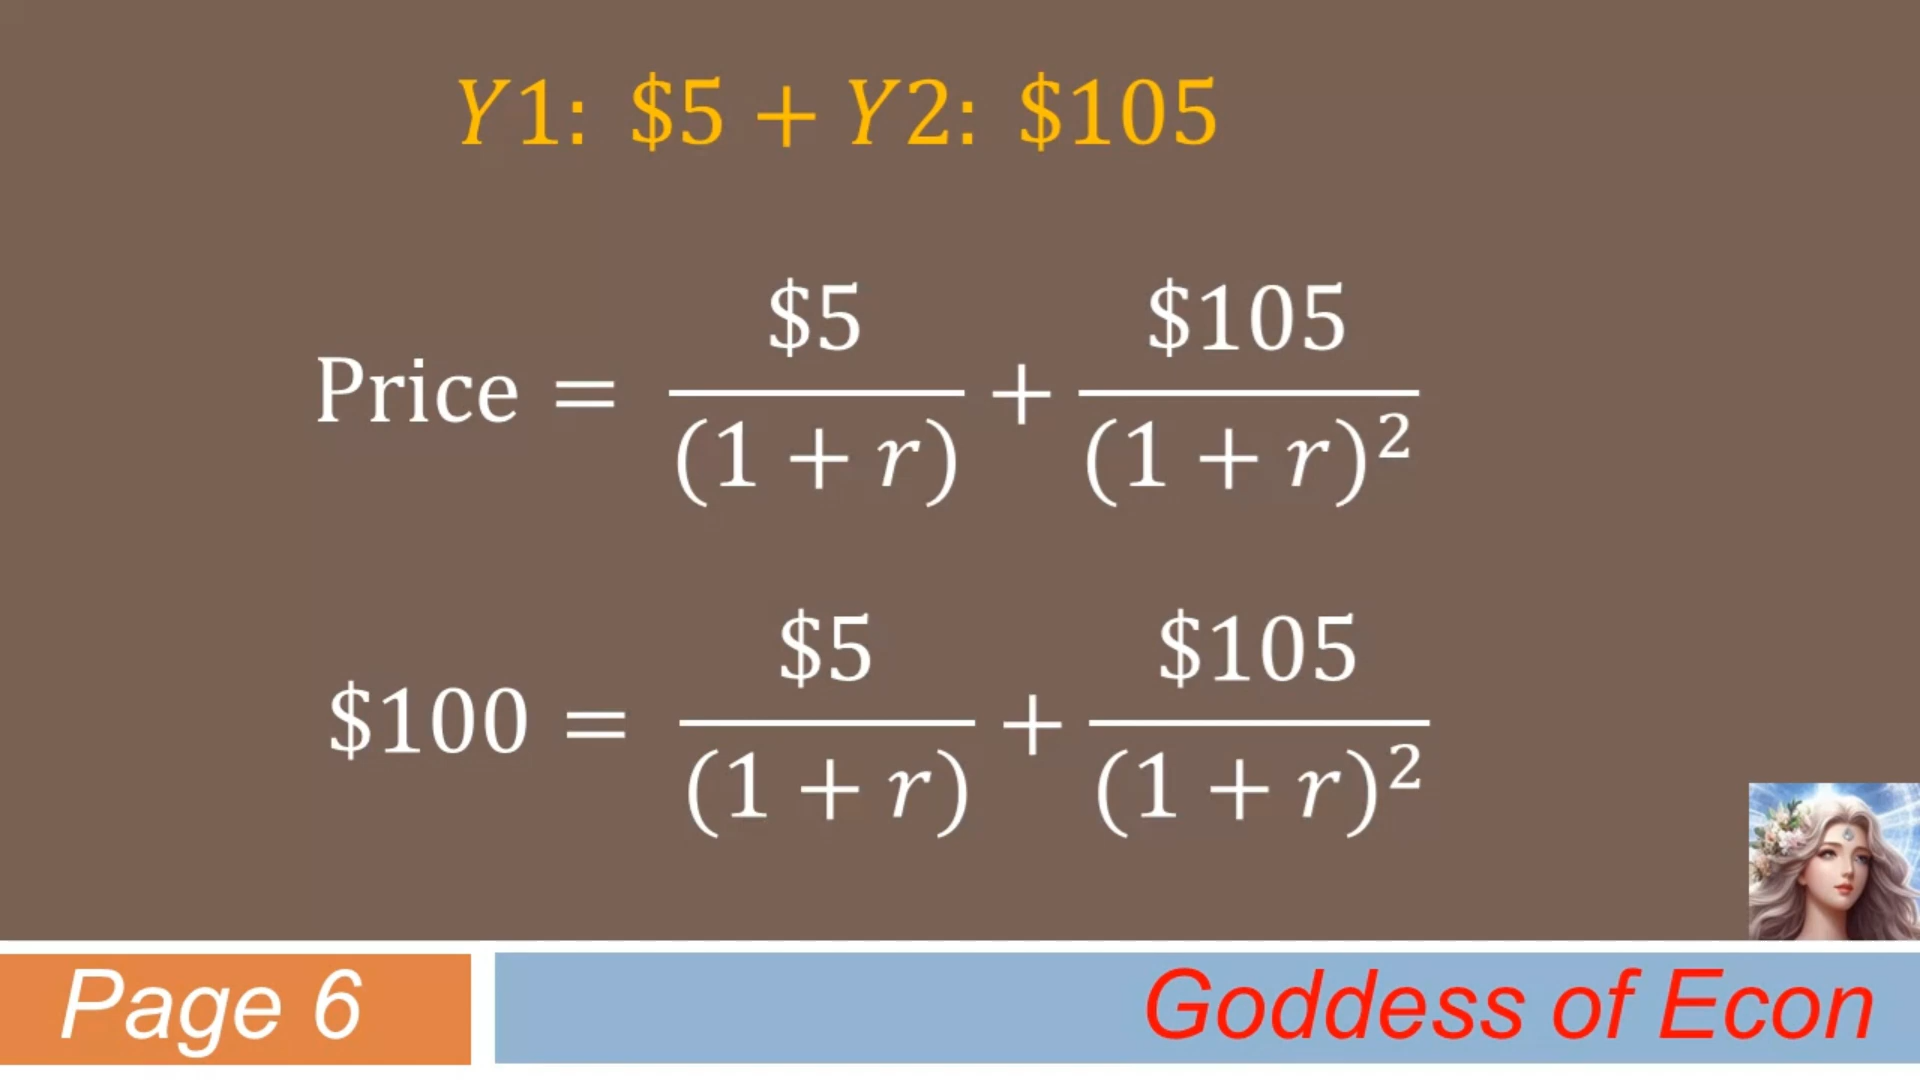 Y1: $5 + Y2: $105
Price = $5/(1 + r) + $105/(1 + r)²
$100 = $5/(1 + r) + $105/(1 + r)²
Page 6
Goddess of Econ